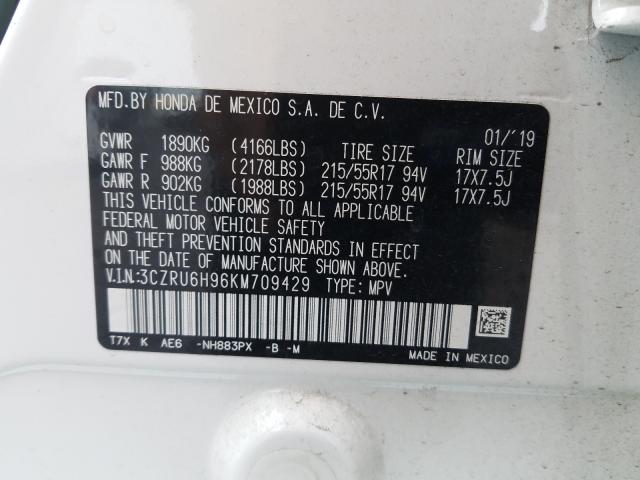 MFD.BY HONDA DE MEXICO S.A. DE C.V.
01/'19
GVWR 1890KG (4166LBS) TIRE SIZE RIM SIZE
GAWR F 988KG (2178LBS) 215/55R17 94V 17X7.5J
GAWR R 902KG (1988LBS) 215/55R17 94V 17X7.5J
THIS VEHICLE CONFORMS TO ALL APPLICABLE
FEDERAL MOTOR VEHICLE SAFETY
AND THEFT PREVENTION STANDARDS IN EFFECT
ON THE DATE OF MANUFACTURE SHOWN ABOVE.
V.I.N.:3CZRU6H96KM709429 TYPE: MPV
T7X K AE6 -NH883PX -B -M
MADE IN MEXICO